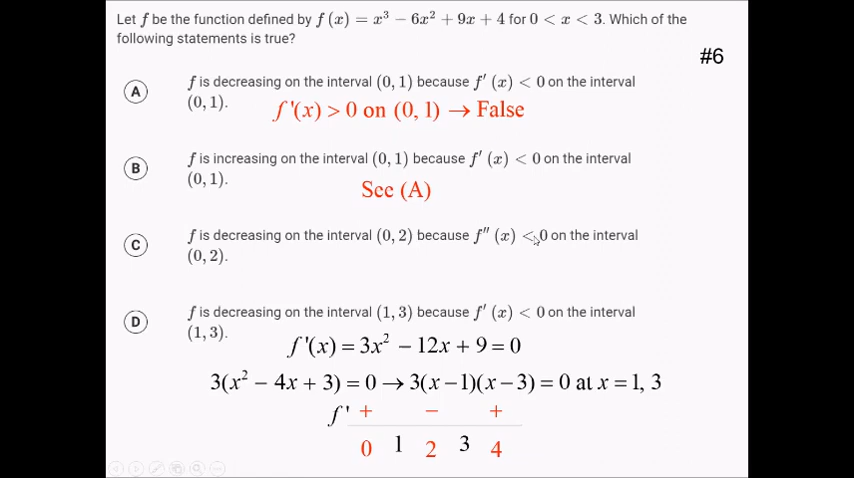 Let f be the function defined by f (x) = x³ − 6x² + 9x + 4 for 0 < x < 3. Which of the
following statements is true?
#6
A
f is decreasing on the interval (0, 1) because f′ (x) < 0 on the interval
(0, 1).
f '(x) > 0 on (0, 1) → False
B
f is increasing on the interval (0, 1) because f′ (x) < 0 on the interval
(0, 1).
See (A)
C
f is decreasing on the interval (0, 2) because f″ (x) < 0 on the interval
(0, 2).
D
f is decreasing on the interval (1, 3) because f′ (x) < 0 on the interval
(1, 3).
f '(x) = 3x² − 12x + 9 = 0
3(x² − 4x + 3) = 0 → 3(x − 1)(x − 3) = 0 at x = 1, 3
f ' + − +
0 1 2 3 4